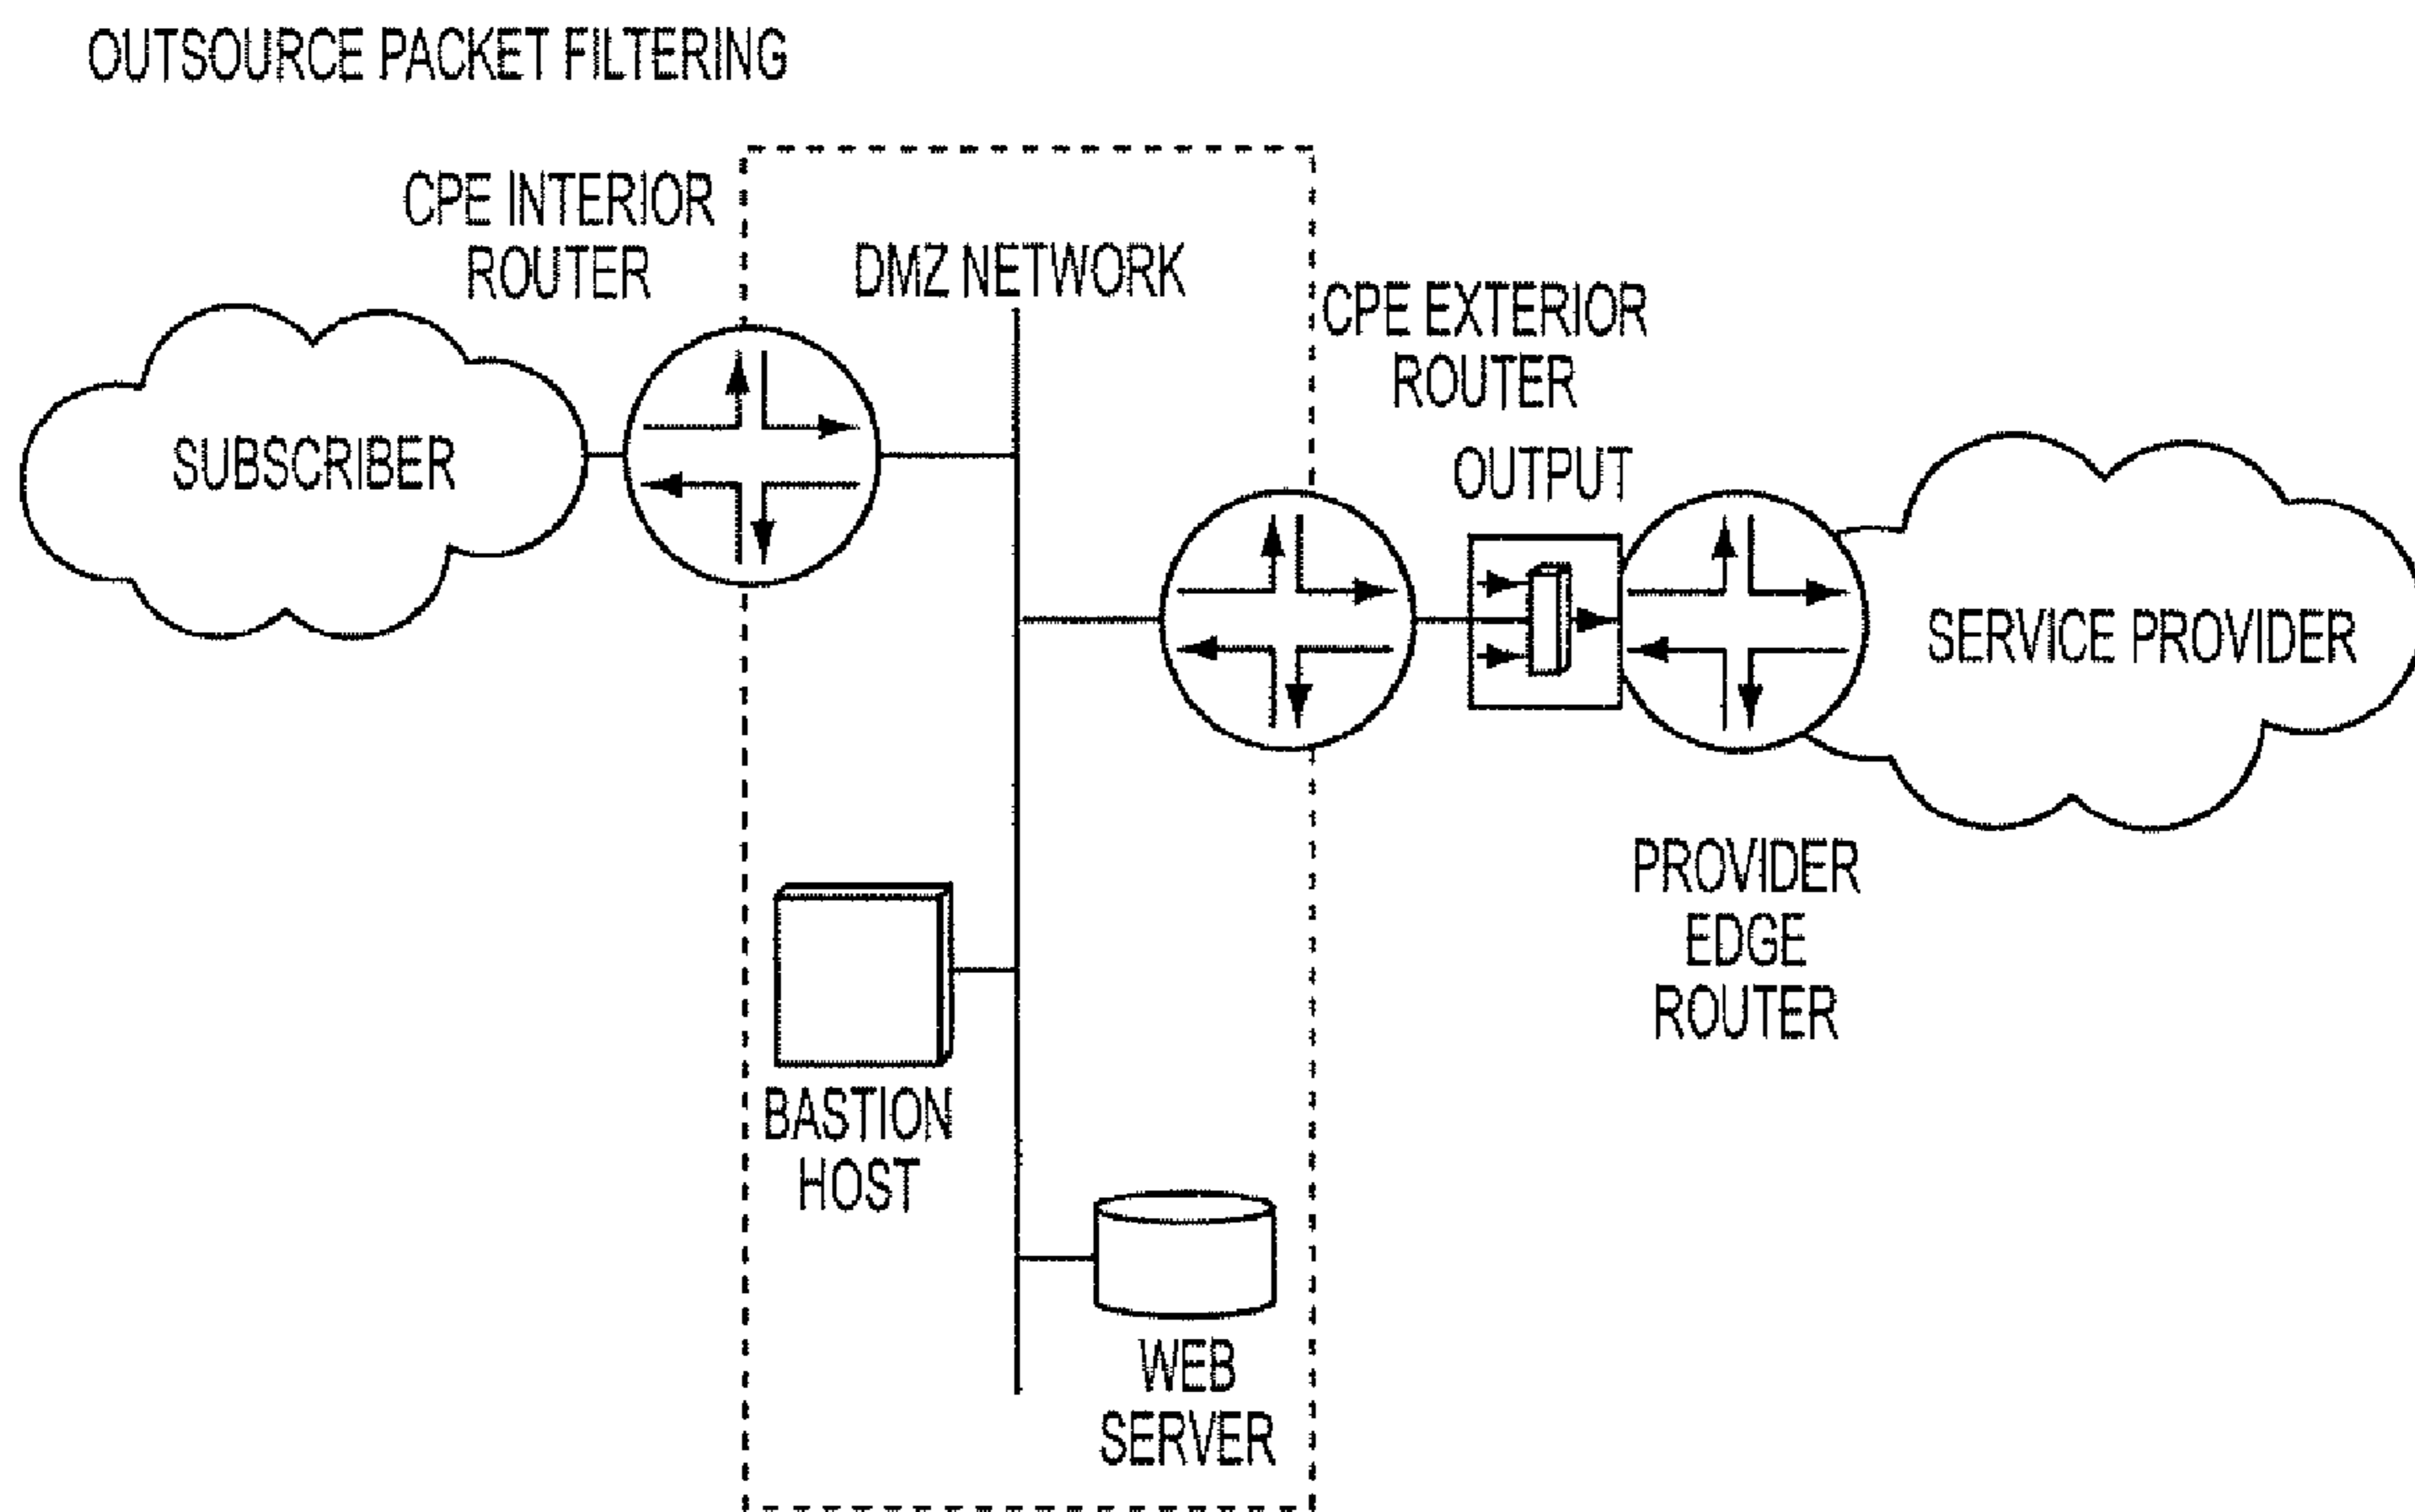 OUTSOURCE PACKET FILTERING
CPE INTERIOR
ROUTER
DMZ NETWORK
CPE EXTERIOR
ROUTER
OUTPUT
SUBSCRIBER
SERVICE PROVIDER
PROVIDER
EDGE
ROUTER
BASTION
HOST
WEB
SERVER